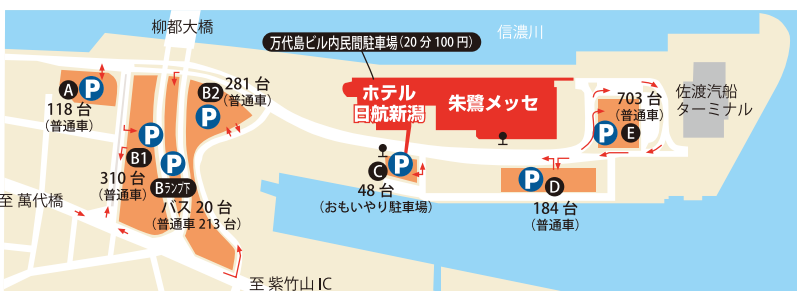 柳都大橋
万代島ビル内民間駐車場(20分100円)
信濃川
A P
118台
(普通車)
B2
281台
(普通車)
P
ホテル
日航新潟
朱鷺メッセ
703台
(普通車)
P E
佐渡汽船
ターミナル
P
B1
310台
(普通車)
P
Bランプ下
バス20台
(普通車213台)
C P
48台
(おもいやり駐車場)
P D
184台
(普通車)
至 萬代橋
至 紫竹山IC